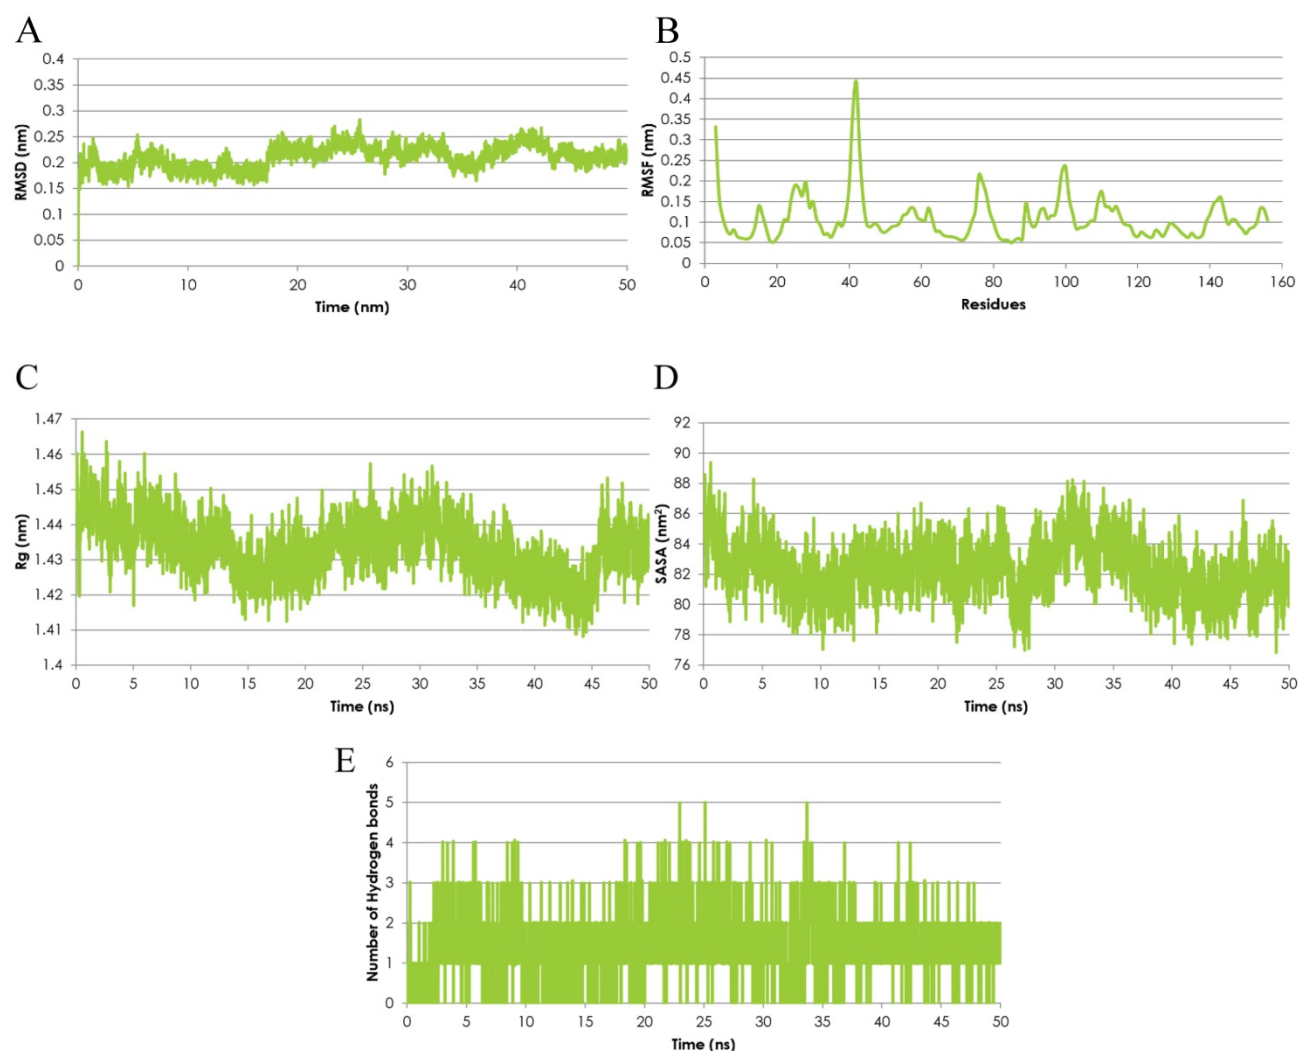 A
RMSD (nm)
0.4
0.35
0.3
0.25
0.2
0.15
0.1
0.05
0
0 10 20 30 40 50
Time (nm)
B
RMSF (nm)
0.5
0.45
0.4
0.35
0.3
0.25
0.2
0.15
0.1
0.05
0
0 20 40 60 80 100 120 140 160
Residues
C
Rg (nm)
1.47
1.46
1.45
1.44
1.43
1.42
1.41
1.4
0 5 10 15 20 25 30 35 40 45 50
Time (ns)
D
SASA (nm²)
92
90
88
86
84
82
80
78
76
0 5 10 15 20 25 30 35 40 45 50
Time (ns)
E
Number of Hydrogen bonds
6
5
4
3
2
1
0
0 5 10 15 20 25 30 35 40 45 50
Time (ns)